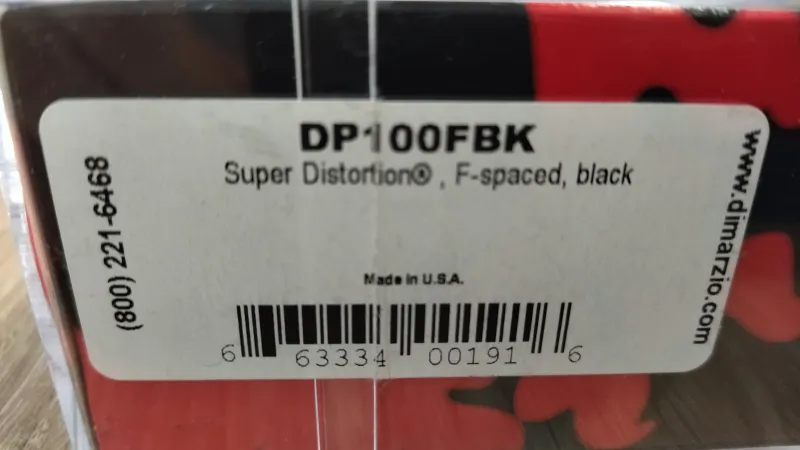 DP100FBK
Super Distortion® , F-spaced, black
(800) 221-6468
www.dimarzio.com
Made in U.S.A.
6 63334 00191 6